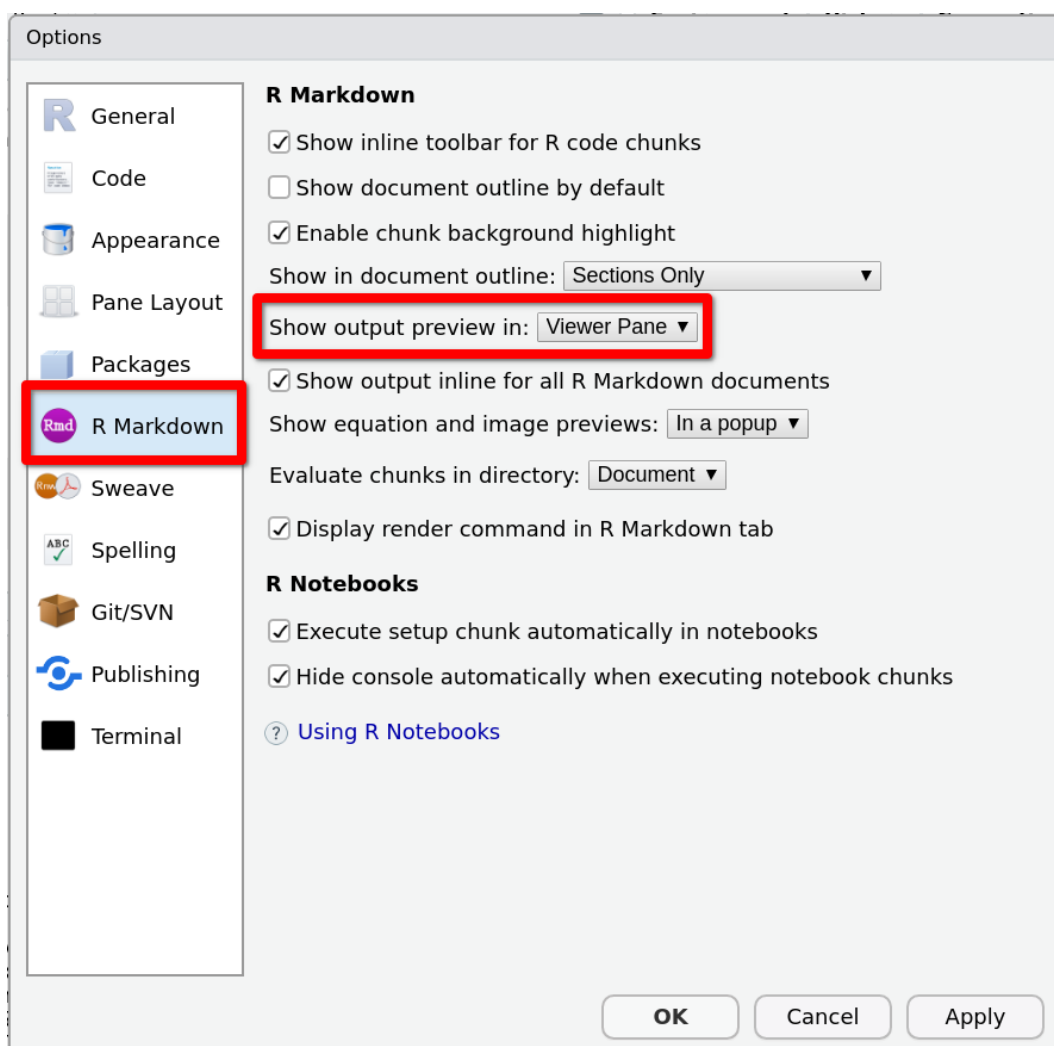 Options
General
Code
Appearance
Pane Layout
Packages
Rmd R Markdown
Rnw Sweave
ABC Spelling
Git/SVN
Publishing
Terminal
R Markdown
Show inline toolbar for R code chunks
Show document outline by default
Enable chunk background highlight
Show in document outline: Sections Only
Show output preview in: Viewer Pane
Show output inline for all R Markdown documents
Show equation and image previews: In a popup
Evaluate chunks in directory: Document
Display render command in R Markdown tab
R Notebooks
Execute setup chunk automatically in notebooks
Hide console automatically when executing notebook chunks
? Using R Notebooks
OK Cancel Apply